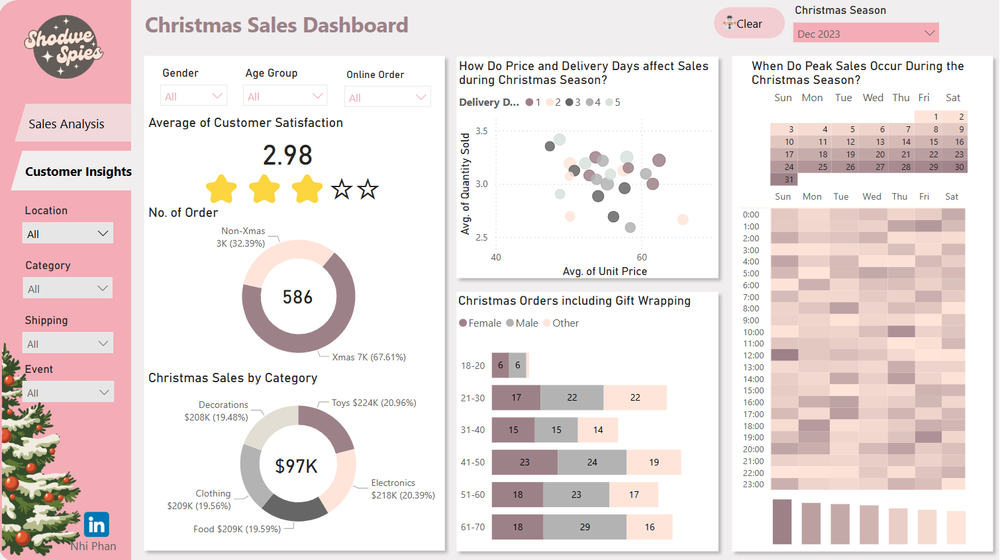 Shodwe
Spies
Christmas Sales Dashboard
Clear
Christmas Season
Dec 2023
Sales Analysis
Customer Insights
Location
All
Category
All
Shipping
All
Event
All
Nhi Phan
Gender
All
Age Group
All
Online Order
All
Average of Customer Satisfaction
2.98
No. of Order
Non-Xmas
3K (32.39%)
586
Xmas 7K (67.61%)
Christmas Sales by Category
Decorations
$208K (19.48%)
Toys $224K (20.96%)
$97K
Electronics
$218K (20.39%)
Clothing
$209K (19.56%)
Food $209K (19.59%)
How Do Price and Delivery Days affect Sales
during Christmas Season?
Delivery D... 1 2 3 4 5
Avg. of Quantity Sold
3.5
3.0
2.5
40 60
Avg. of Unit Price
Christmas Orders including Gift Wrapping
Female Male Other
18-20 6 6
21-30 17 22 22
31-40 15 15 14
41-50 23 24 19
51-60 18 23 17
61-70 18 29 16
When Do Peak Sales Occur During the
Christmas Season?
Sun Mon Tue Wed Thu Fri Sat
1 2
3 4 5 6 7 8 9
10 11 12 13 14 15 16
17 18 19 20 21 22 23
24 25 26 27 28 29 30
31
Sun Mon Tue Wed Thu Fri Sat
0:00
1:00
2:00
3:00
4:00
5:00
6:00
7:00
8:00
9:00
10:00
11:00
12:00
13:00
14:00
15:00
16:00
17:00
18:00
19:00
20:00
21:00
22:00
23:00
in